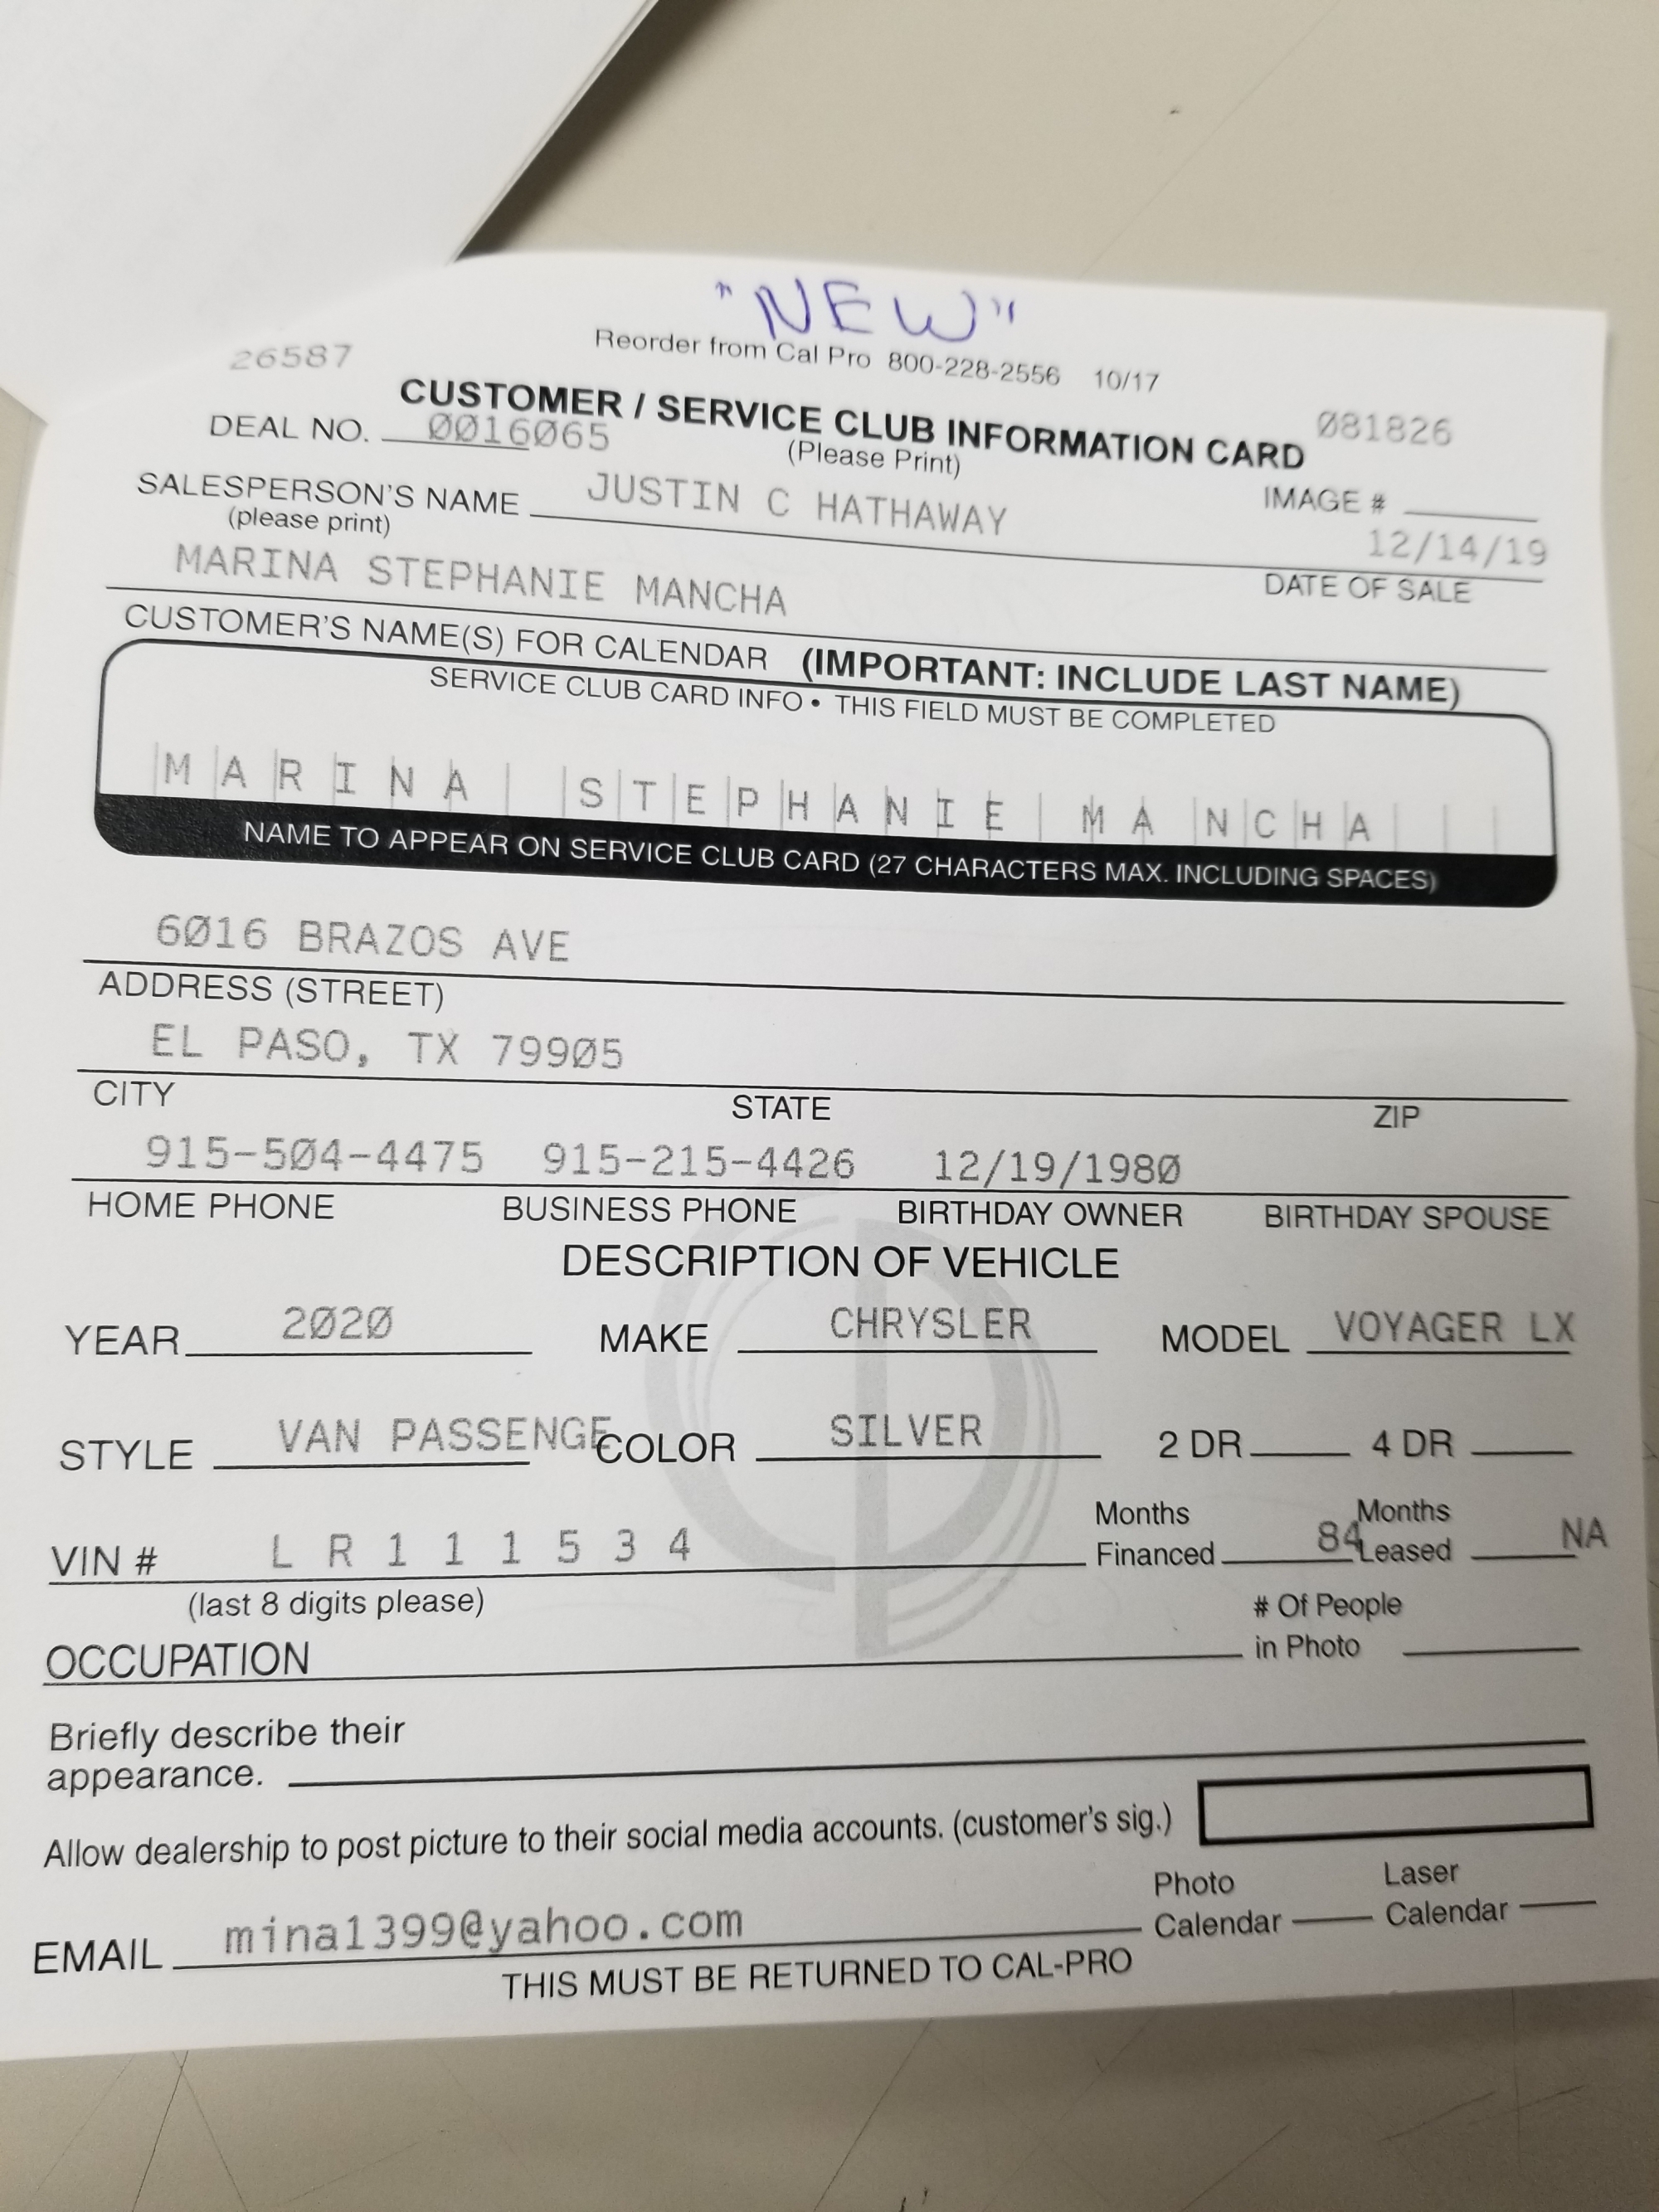 "NEW"
Reorder from Cal Pro 800-228-2556 10/17
26587
CUSTOMER / SERVICE CLUB INFORMATION CARD 081826
DEAL NO. 0016065 (Please Print)
SALESPERSON'S NAME JUSTIN C HATHAWAY IMAGE #
(please print) 12/14/19
MARINA STEPHANIE MANCHA DATE OF SALE
CUSTOMER'S NAME(S) FOR CALENDAR (IMPORTANT: INCLUDE LAST NAME)
SERVICE CLUB CARD INFO • THIS FIELD MUST BE COMPLETED
MARINA STEPHANIE MANCHA
NAME TO APPEAR ON SERVICE CLUB CARD (27 CHARACTERS MAX. INCLUDING SPACES)
6016 BRAZOS AVE
ADDRESS (STREET)
EL PASO, TX 79905
CITY STATE ZIP
915-504-4475 915-215-4426 12/19/1980
HOME PHONE BUSINESS PHONE BIRTHDAY OWNER BIRTHDAY SPOUSE
DESCRIPTION OF VEHICLE
YEAR 2020 MAKE CHRYSLER MODEL VOYAGER LX
STYLE VAN PASSENGE COLOR SILVER 2 DR 4 DR
VIN # L R 1 1 1 5 3 4 Months Financed 84 Months Leased NA
(last 8 digits please)
OCCUPATION # Of People in Photo
Briefly describe their
appearance.
Allow dealership to post picture to their social media accounts. (customer's sig.)
EMAIL mina1399@yahoo.com Photo Calendar Laser Calendar
THIS MUST BE RETURNED TO CAL-PRO